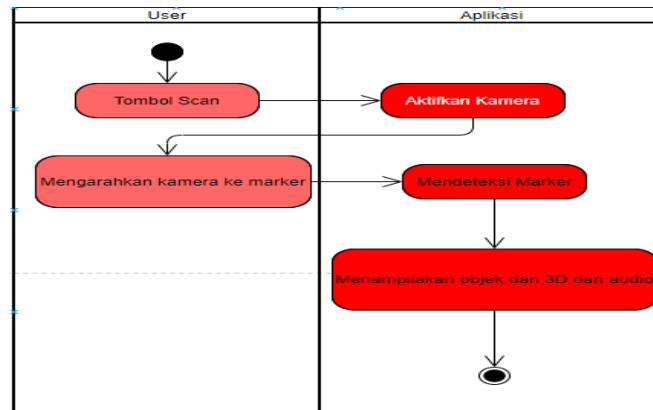 User
Aplikasi
Tombol Scan
Aktifkan Kamera
Mengarahkan kamera ke marker
Mendeteksi Marker
Menampilakan objek dan 3D dan audio